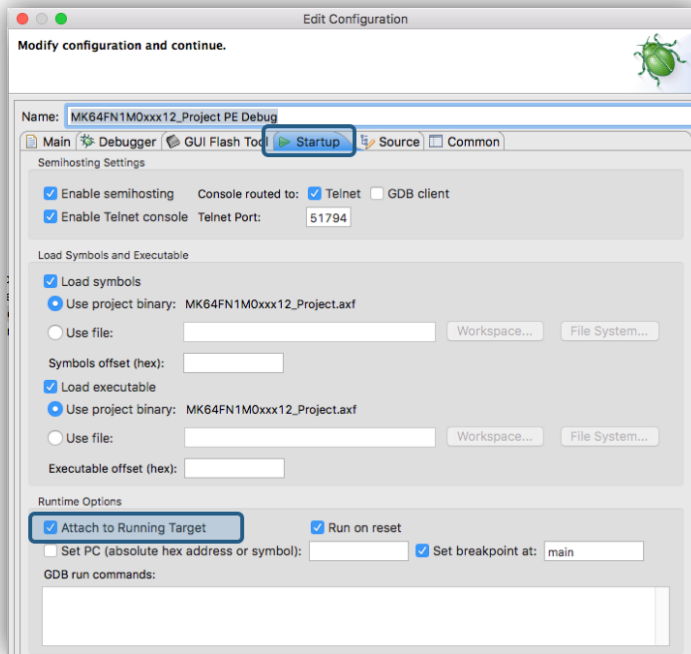 Edit Configuration
Modify configuration and continue.
Name: MK64FN1M0xxx12_Project PE Debug
Main Debugger GUI Flash Tool Startup Source Common
Semihosting Settings
Enable semihosting Console routed to: Telnet GDB client
Enable Telnet console Telnet Port: 51794
Load Symbols and Executable
Load symbols
Use project binary: MK64FN1M0xxx12_Project.axf
Use file: Workspace... File System...
Symbols offset (hex):
Load executable
Use project binary: MK64FN1M0xxx12_Project.axf
Use file: Workspace... File System...
Executable offset (hex):
Runtime Options
Attach to Running Target Run on reset
Set PC (absolute hex address or symbol): Set breakpoint at: main
GDB run commands: